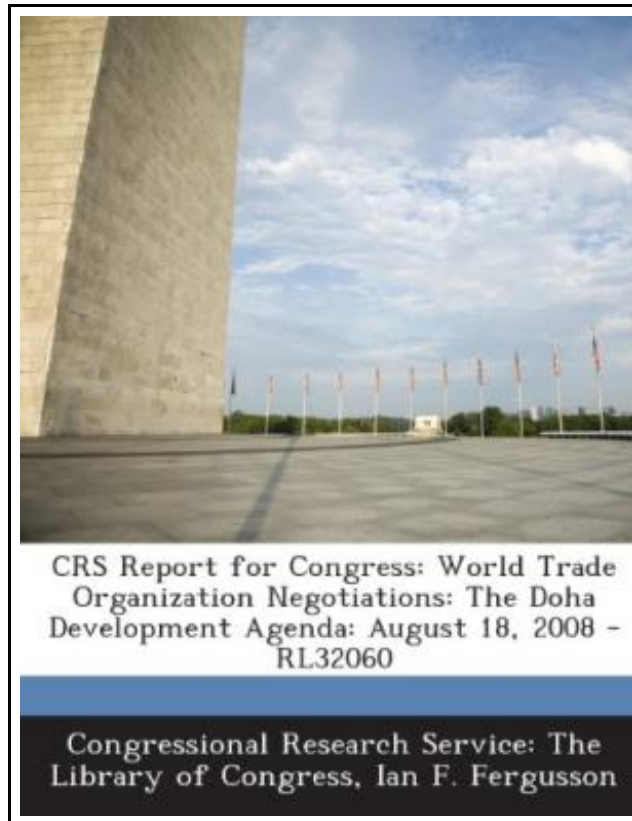 CRS Report for Congress: World Trade
Organization Negotiations: The Doha
Development Agenda: August 18, 2008 -
RL32060
Congressional Research Service: The
Library of Congress, Ian F. Fergusson